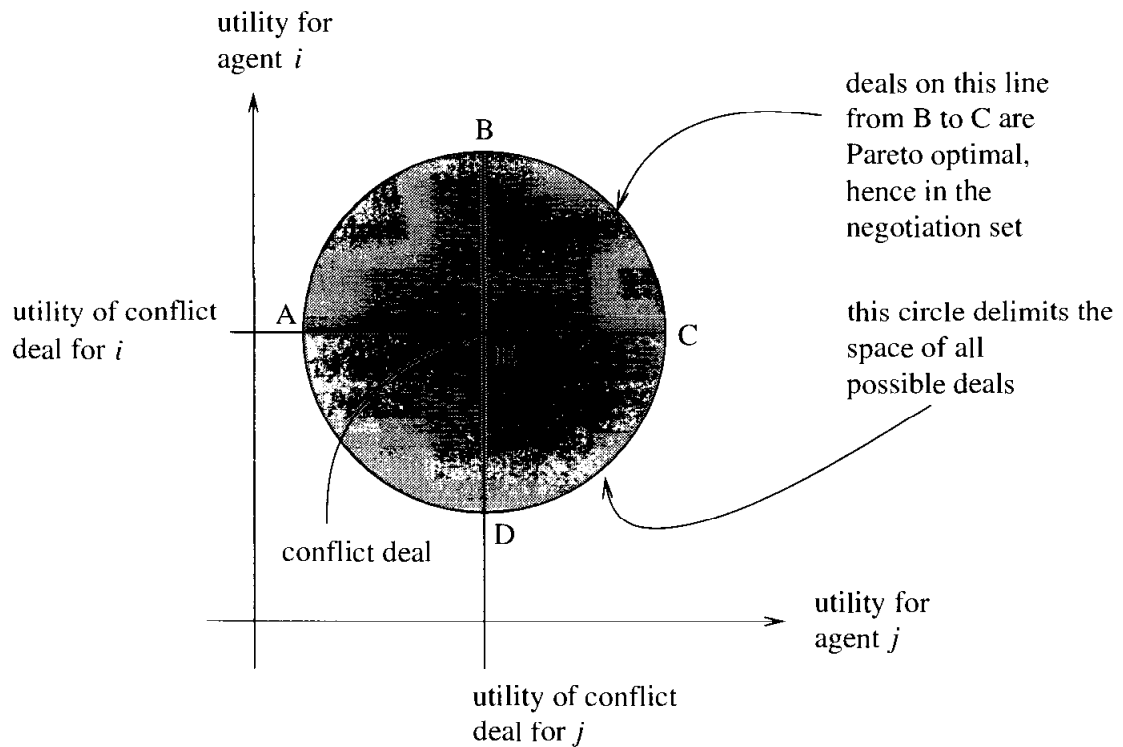 utility for
agent i
B
deals on this line
from B to C are
Pareto optimal,
hence in the
negotiation set
utility of conflict
deal for i
A
C
this circle delimits the
space of all
possible deals
conflict deal
D
utility for
agent j
utility of conflict
deal for j